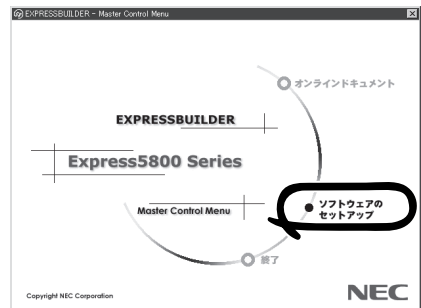 EXPRESSBUILDER - Master Control Menu
オンラインドキュメント
EXPRESSBUILDER
Express5800 Series
Master Control Menu
ソフトウェアの
セットアップ
終了
Copyright NEC Corporation
NEC